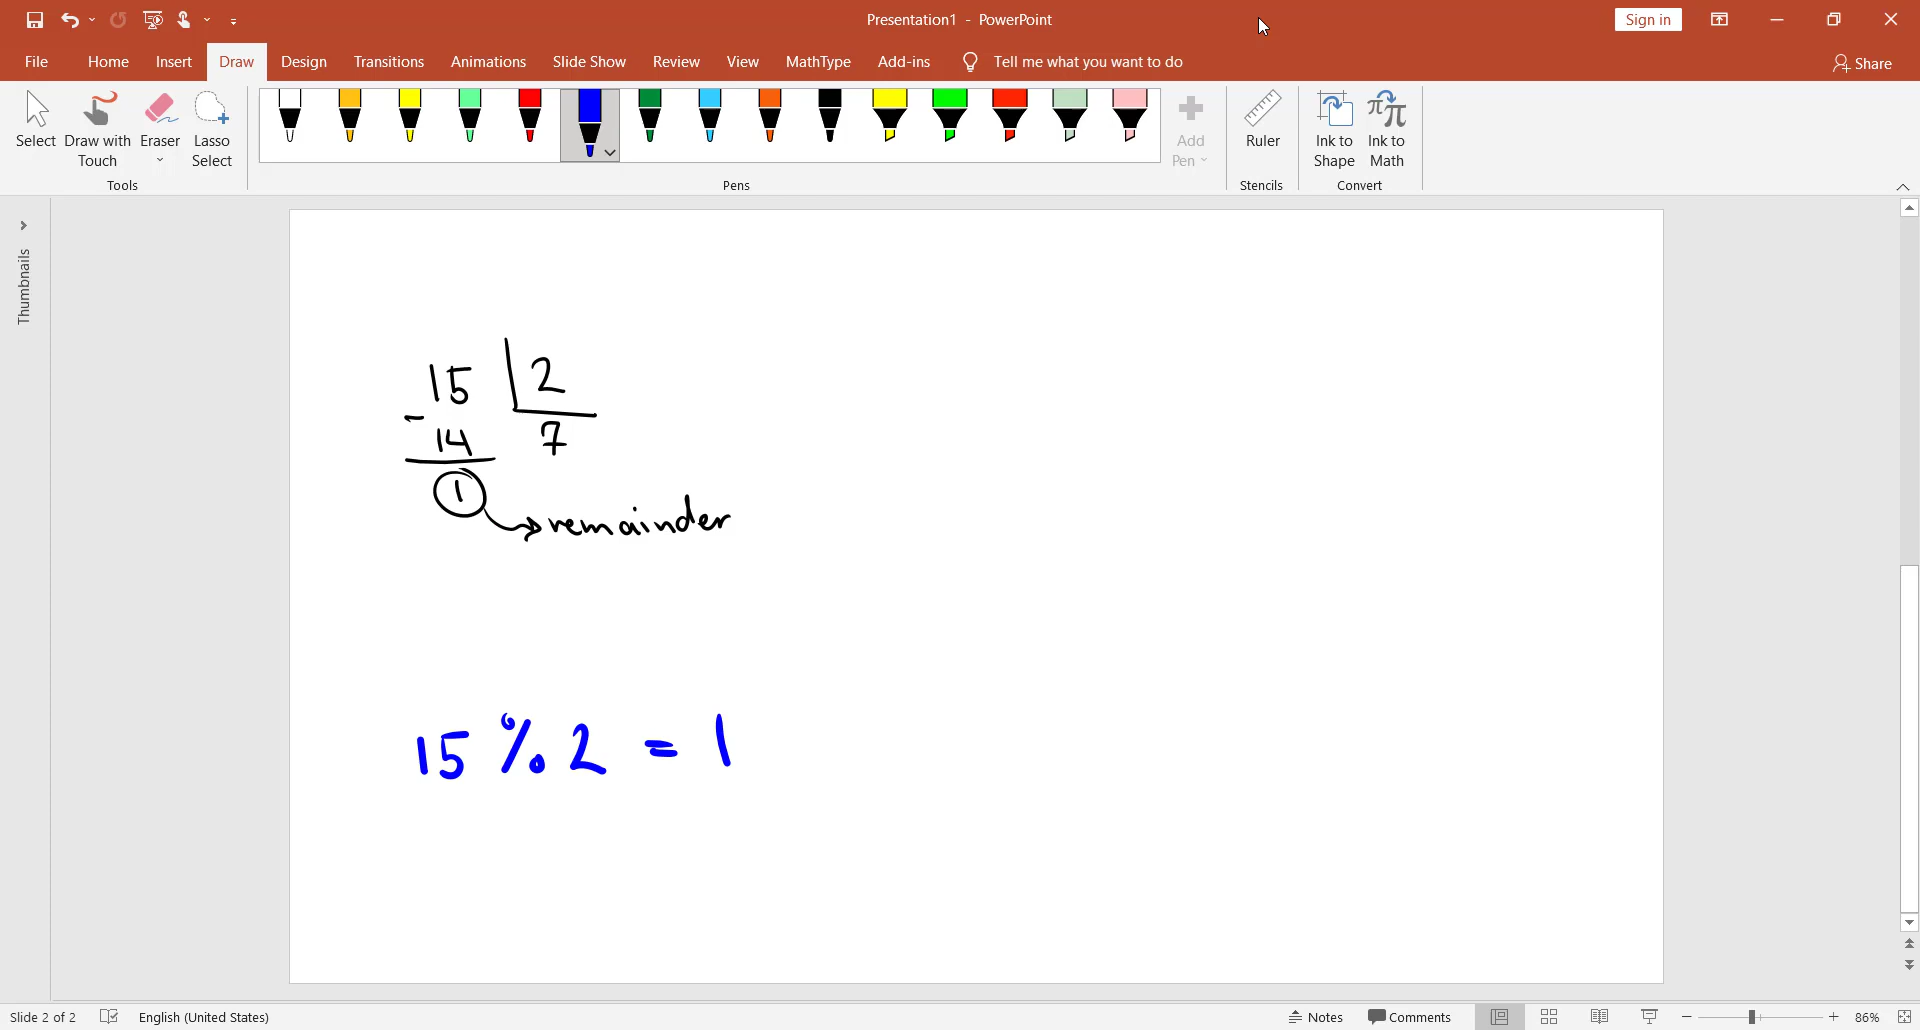 Presentation1 - PowerPoint
Sign in
File Home Insert Draw Design Transitions Animations Slide Show Review View MathType Add-ins Tell me what you want to do Share
Select
Draw with Touch
Eraser
Lasso Select
Add Pen
Ruler
Ink to Shape
Ink to Math
Tools Pens Stencils Convert
Thumbnails
15 2
- 14 7
1
remainder
15 % 2 = 1
Slide 2 of 2 English (United States) Notes Comments 86%